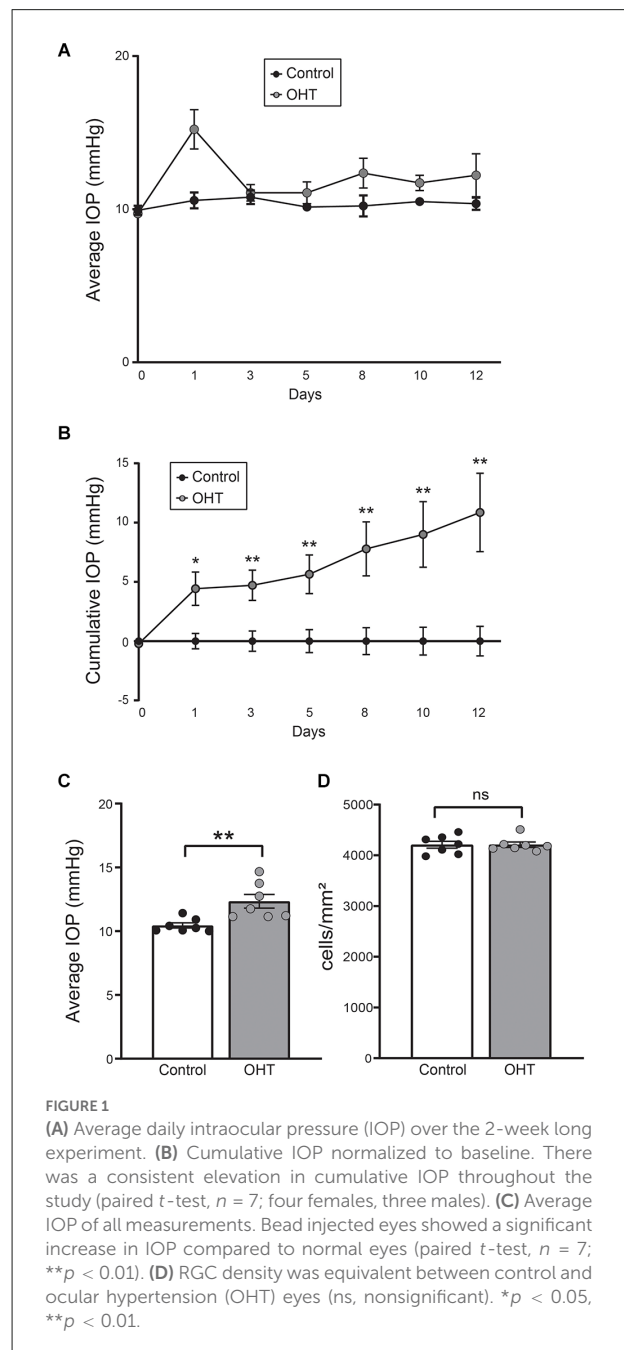 A
20
Control
OHT
Average IOP (mmHg)
10
0
0 1 3 5 8 10 12
Days
B
15
Control
OHT
**
**
**
**
**
*
10
Cumulative IOP (mmHg)
5
0
-5
0 1 3 5 8 10 12
Days
C
20
**
15
Average IOP (mmHg)
10
5
0
Control OHT
D
ns
5000
4000
cells/mm²
3000
2000
1000
0
Control OHT
FIGURE 1
(A) Average daily intraocular pressure (IOP) over the 2-week long
experiment. (B) Cumulative IOP normalized to baseline. There
was a consistent elevation in cumulative IOP throughout the
study (paired t-test, n = 7; four females, three males). (C) Average
IOP of all measurements. Bead injected eyes showed a significant
increase in IOP compared to normal eyes (paired t-test, n = 7;
**p < 0.01). (D) RGC density was equivalent between control and
ocular hypertension (OHT) eyes (ns, nonsignificant). *p < 0.05,
**p < 0.01.